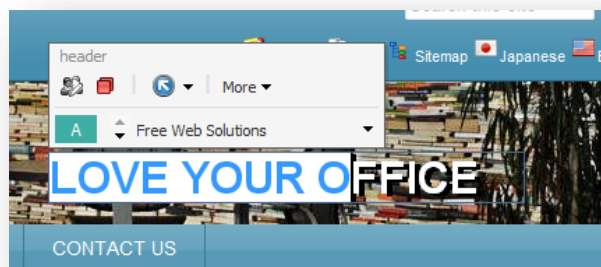 header
Sitemap Japanese
More
A Free Web Solutions
LOVE YOUR OFFICE
CONTACT US